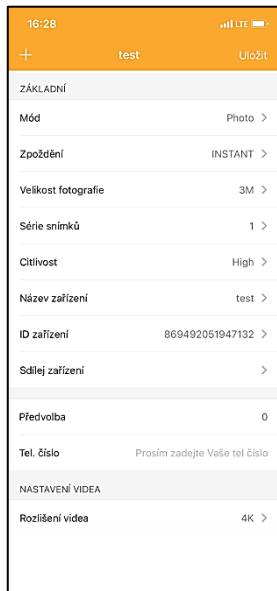 16:28 LTE
+ test Uložit
ZÁKLADNÍ
Mód Photo >
Zpoždění INSTANT >
Velikost fotografie 3M >
Série snímků 1 >
Citlivost High >
Název zařízení test >
ID zařízení 869492051947132 >
Sdílej zařízení >
Předvolba 0
Tel. číslo Prosím zadejte Vaše tel číslo
NASTAVENÍ VIDEA
Rozlišení videa 4K >